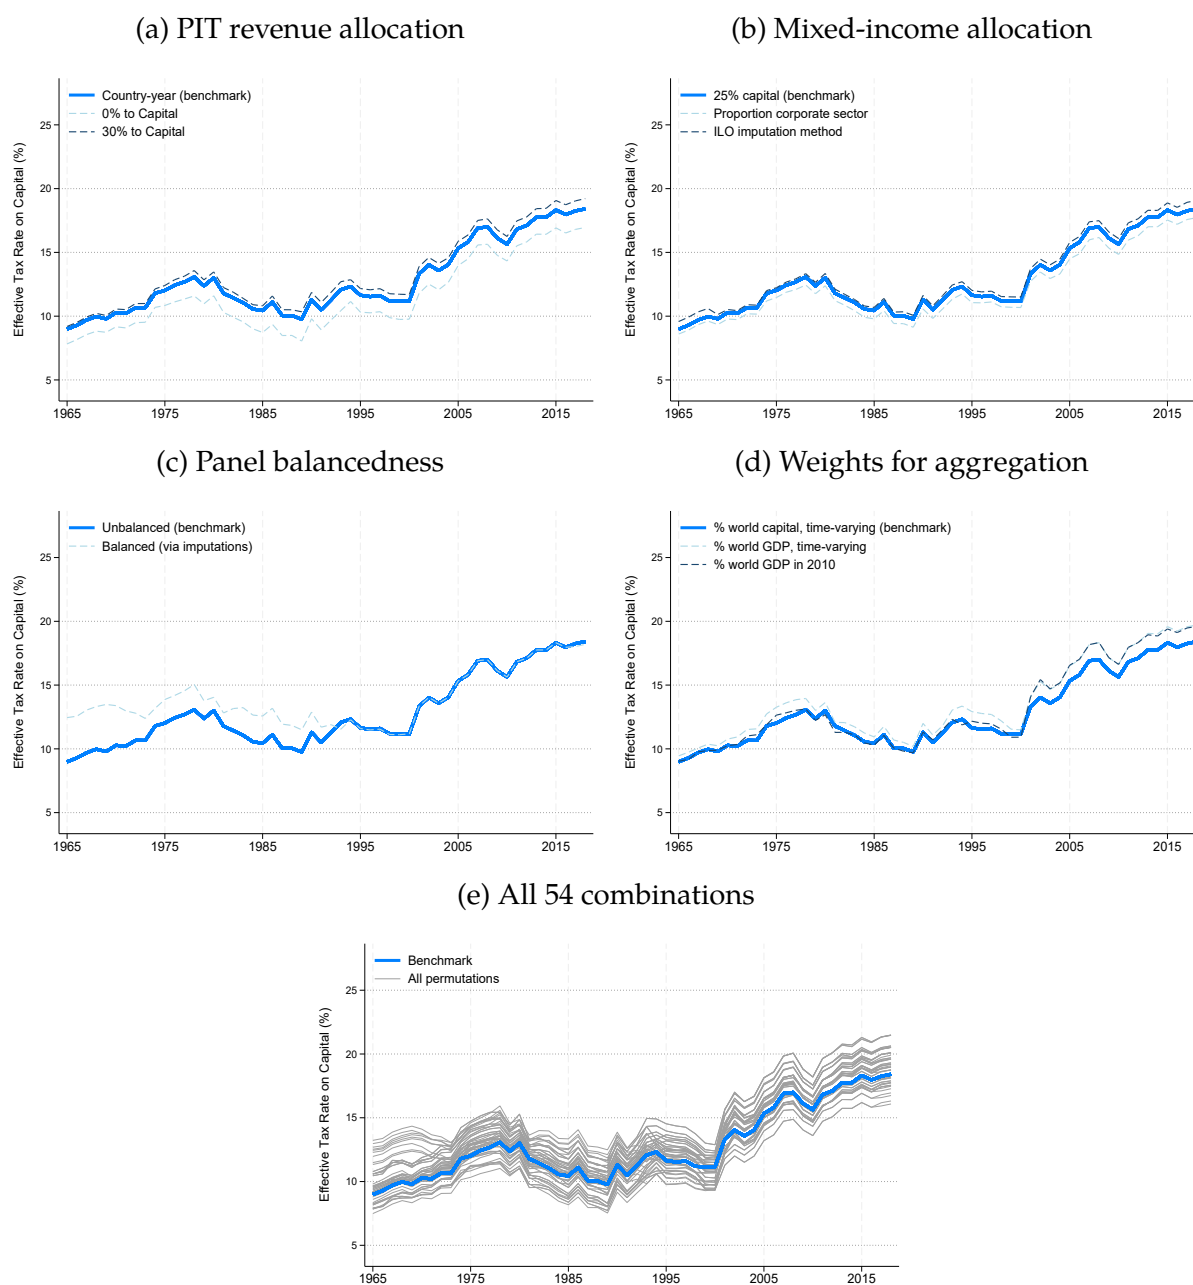 (a) PIT revenue allocation
Effective Tax Rate on Capital (%)
Country-year (benchmark)
0% to Capital
30% to Capital
25
20
15
10
5
1965 1975 1985 1995 2005 2015
(b) Mixed-income allocation
Effective Tax Rate on Capital (%)
25% capital (benchmark)
Proportion corporate sector
ILO imputation method
25
20
15
10
5
1965 1975 1985 1995 2005 2015
(c) Panel balancedness
Effective Tax Rate on Capital (%)
Unbalanced (benchmark)
Balanced (via imputations)
25
20
15
10
5
1965 1975 1985 1995 2005 2015
(d) Weights for aggregation
Effective Tax Rate on Capital (%)
% world capital, time-varying (benchmark)
% world GDP, time-varying
% world GDP in 2010
25
20
15
10
5
1965 1975 1985 1995 2005 2015
(e) All 54 combinations
Effective Tax Rate on Capital (%)
Benchmark
All permutations
25
20
15
10
5
1965 1975 1985 1995 2005 2015